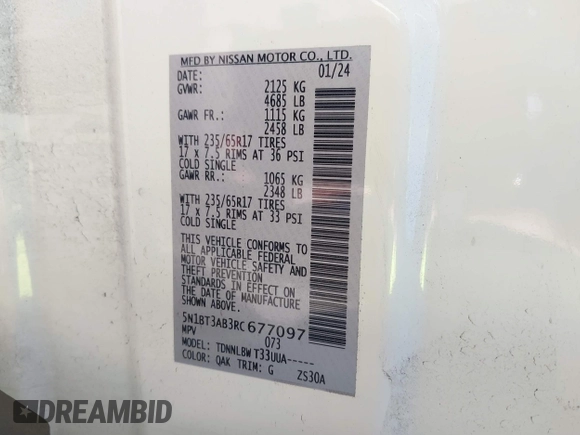 MFD BY NISSAN MOTOR CO., LTD.
DATE: 01/24
GVWR: 2125 KG
4685 LB
GAWR FR.: 1115 KG
2458 LB
WITH 235/65R17 TIRES
17 x 7.5 RIMS AT 36 PSI
COLD SINGLE
GAWR RR.: 1065 KG
2348 LB
WITH 235/65R17 TIRES
17 x 7.5 RIMS AT 33 PSI
COLD SINGLE
THIS VEHICLE CONFORMS TO
ALL APPLICABLE FEDERAL
MOTOR VEHICLE SAFETY AND
THEFT PREVENTION
STANDARDS IN EFFECT ON
THE DATE OF MANUFACTURE
SHOWN ABOVE.
5N1BT3AB3RC677097
MPV 073
MODEL: TDNNLBW T33UUA-----
COLOR: QAK TRIM: G ZS30A
DREAMBID